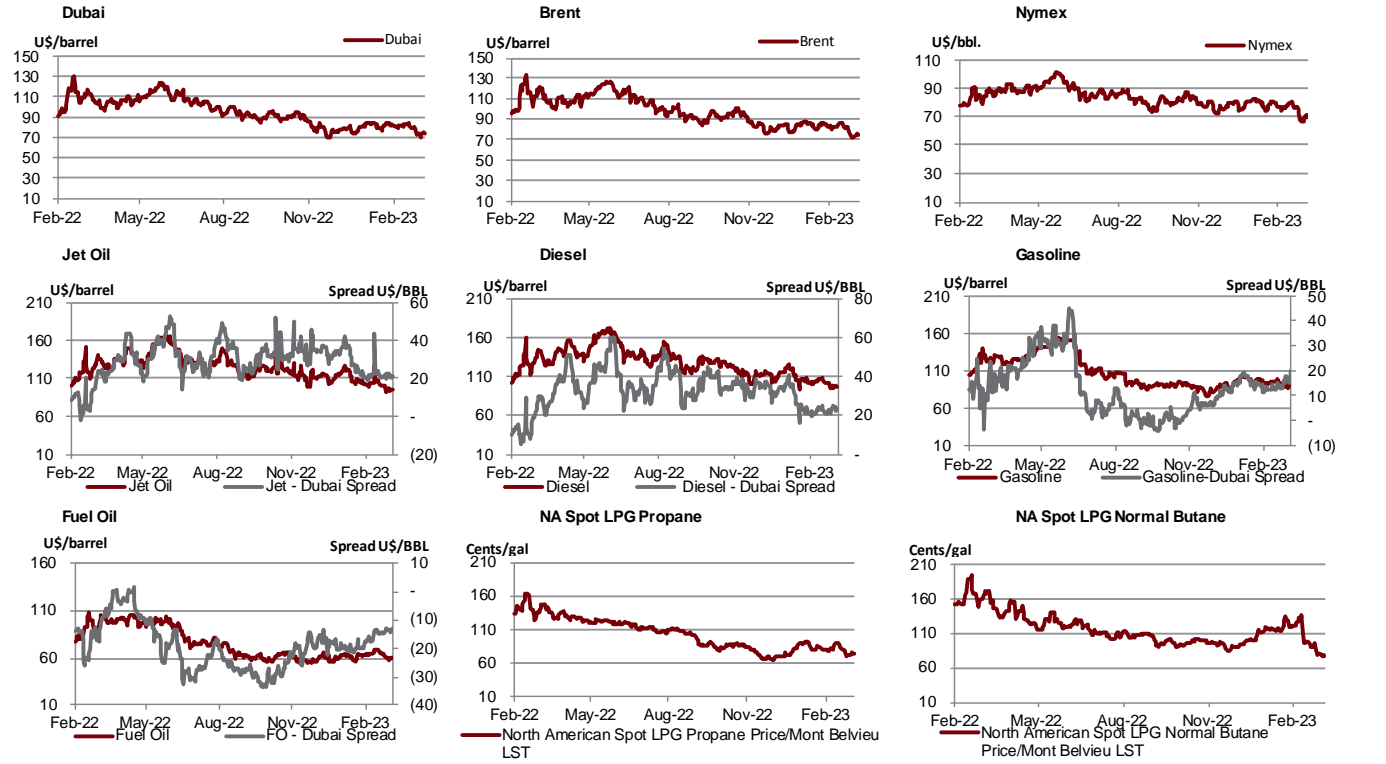 Dubai
U$/barrel
Dubai
150
130
110
90
70
50
30
10
Feb-22 May-22 Aug-22 Nov-22 Feb-23
Brent
U$/barrel
Brent
150
130
110
90
70
50
30
10
Feb-22 May-22 Aug-22 Nov-22 Feb-23
Nymex
U$/bbl.
Nymex
110
90
70
50
30
10
Feb-22 May-22 Aug-22 Nov-22 Feb-23
Jet Oil
U$/barrel Spread U$/BBL
210
160
110
60
10
60
40
20
-
(20)
Feb-22 May-22 Aug-22 Nov-22 Feb-23
Jet Oil Jet - Dubai Spread
Diesel
U$/barrel Spread U$/BBL
210
160
110
60
10
80
60
40
20
-
Feb-22 May-22 Aug-22 Nov-22 Feb-23
Diesel Diesel - Dubai Spread
Gasoline
U$/barrel Spread U$/BBL
210
160
110
60
10
50
40
30
20
10
-
(10)
Feb-22 May-22 Aug-22 Nov-22 Feb-23
Gasoline Gasoline-Dubai Spread
Fuel Oil
U$/barrel Spread U$/BBL
160
110
60
10
10
-
(10)
(20)
(30)
(40)
Feb-22 May-22 Aug-22 Nov-22 Feb-23
Fuel Oil FO - Dubai Spread
NA Spot LPG Propane
Cents/gal
210
160
110
60
10
Feb-22 May-22 Aug-22 Nov-22 Feb-23
North American Spot LPG Propane Price/Mont Belvieu
LST
NA Spot LPG Normal Butane
Cents/gal
210
160
110
60
10
Feb-22 May-22 Aug-22 Nov-22 Feb-23
North American Spot LPG Normal Butane
Price/Mont Belvieu LST